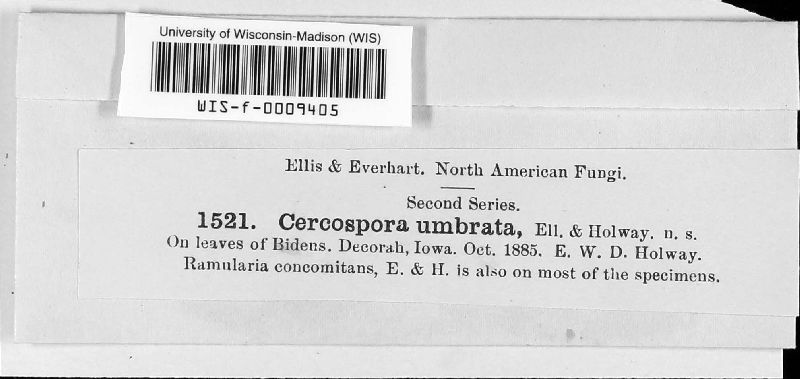 University of Wisconsin-Madison (WIS)
WIS-f-0009405
Ellis & Everhart. North American Fungi.
Second Series.
1521. Cercospora umbrata, Ell. & Holway. n. s.
On leaves of Bidens. Decorah, Iowa. Oct. 1885. E. W. D. Holway.
Ramularia concomitans, E. & H. is also on most of the specimens.